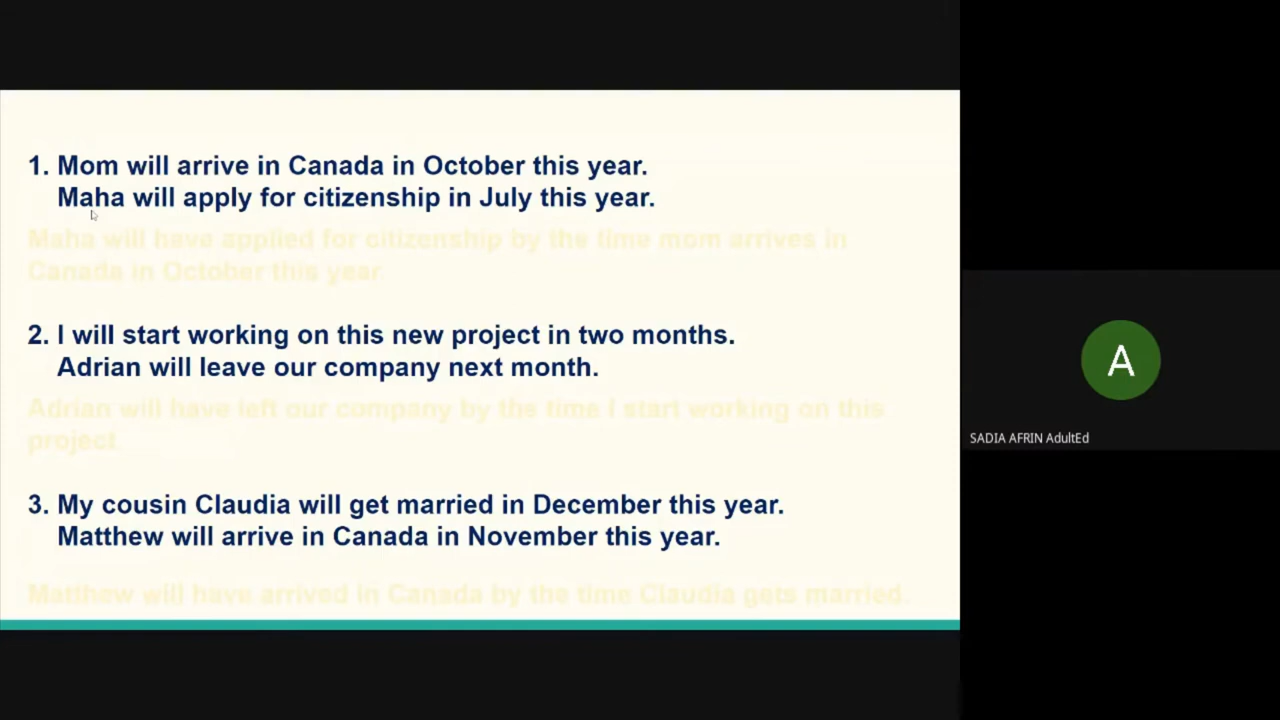 1. Mom will arrive in Canada in October this year.
Maha will apply for citizenship in July this year.
Maha will have applied for citizenship by the time mom arrives in
Canada in October this year
2. I will start working on this new project in two months.
Adrian will leave our company next month.
Adrian will have left our company by the time I start working on this
project
3. My cousin Claudia will get married in December this year.
Matthew will arrive in Canada in November this year.
Matthew will have arrived in Canada by the time Claudia gets married.
A
SADIA AFRIN AdultEd